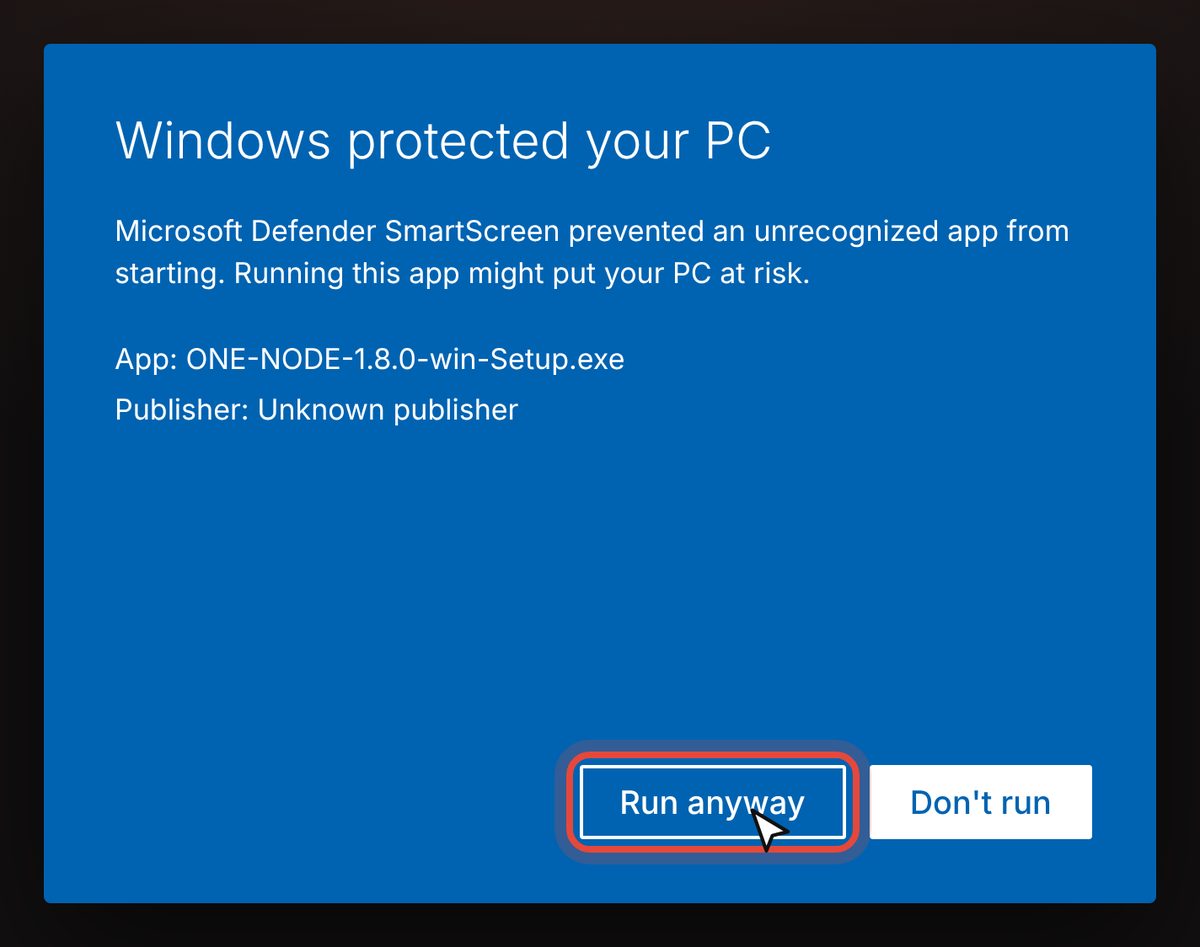 Windows protected your PC
Microsoft Defender SmartScreen prevented an unrecognized app from
starting. Running this app might put your PC at risk.
App: ONE-NODE-1.8.0-win-Setup.exe
Publisher: Unknown publisher
Run anyway
Don't run